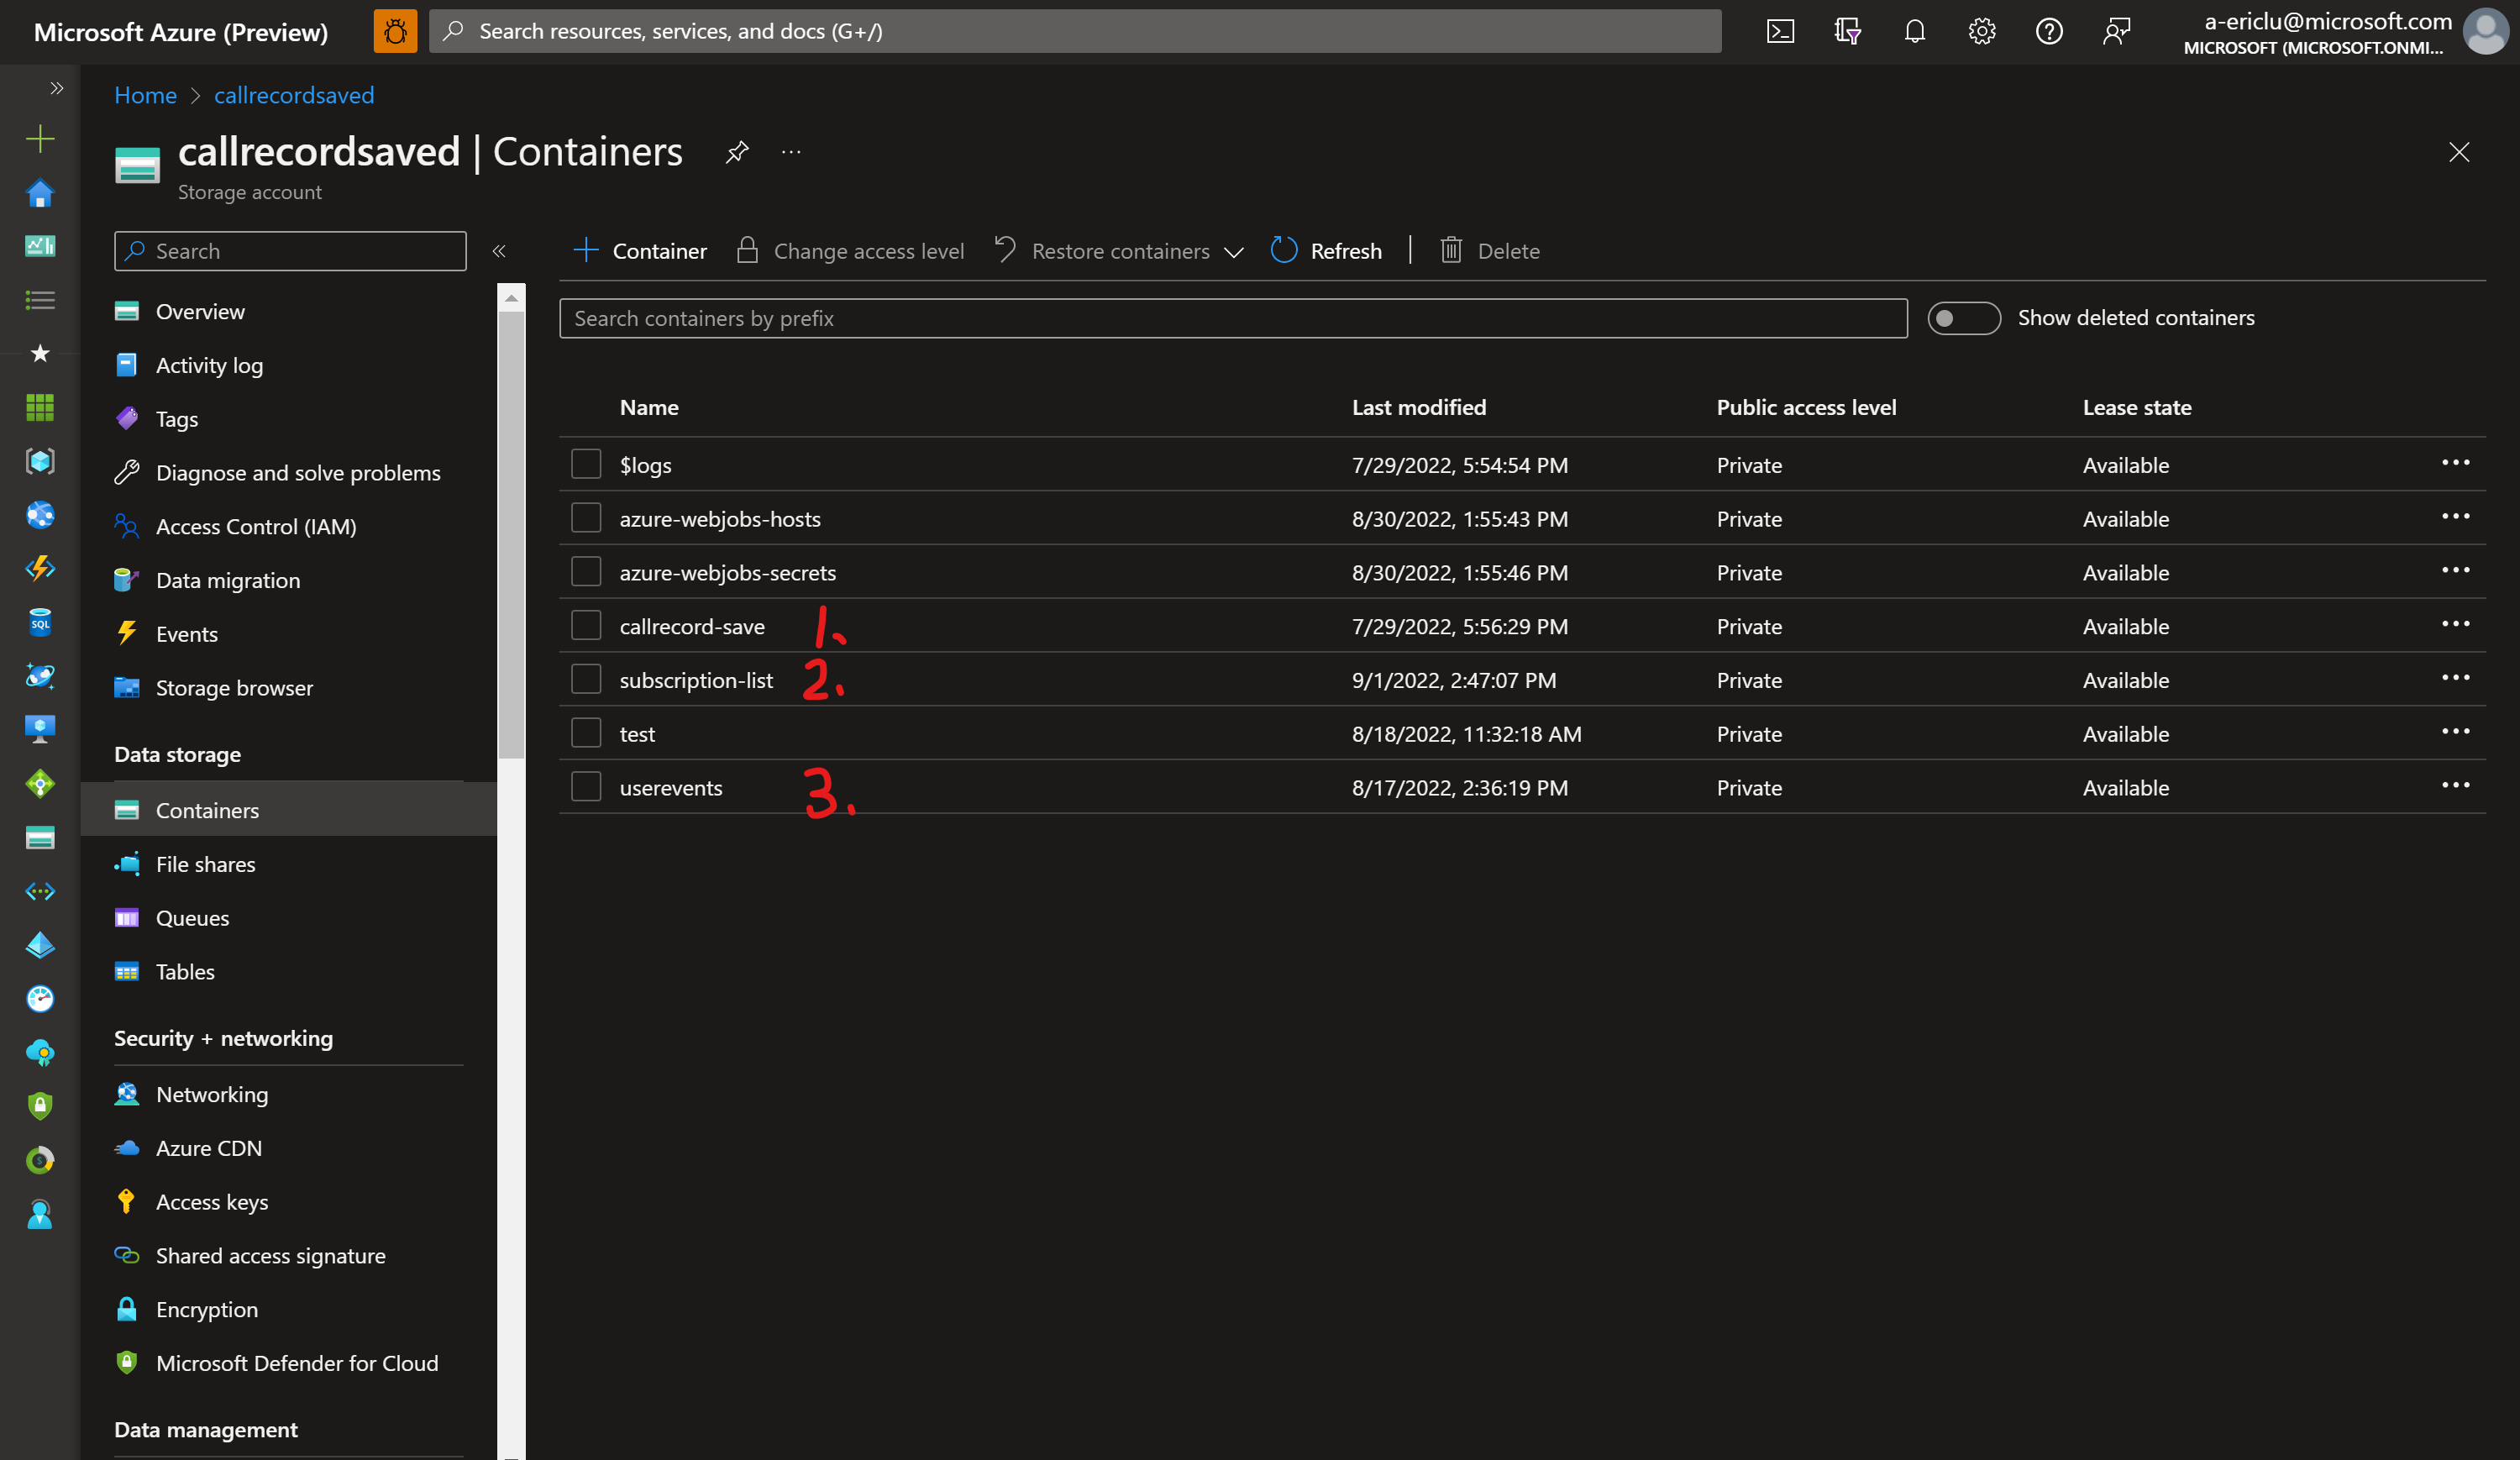 Microsoft Azure (Preview)
Search resources, services, and docs (G+/)
a-ericlu@microsoft.com
MICROSOFT (MICROSOFT.ONMI...
Home > callrecordsaved
callrecordsaved | Containers
Storage account
Search
Container
Change access level
Restore containers
Refresh
Delete
Search containers by prefix
Show deleted containers
Overview
Activity log
Tags
Diagnose and solve problems
Access Control (IAM)
Data migration
Events
Storage browser
Data storage
Containers
File shares
Queues
Tables
Security + networking
Networking
Azure CDN
Access keys
Shared access signature
Encryption
Microsoft Defender for Cloud
Data management
Name Last modified Public access level Lease state
$logs 7/29/2022, 5:54:54 PM Private Available
azure-webjobs-hosts 8/30/2022, 1:55:43 PM Private Available
azure-webjobs-secrets 8/30/2022, 1:55:46 PM Private Available
callrecord-save 1. 7/29/2022, 5:56:29 PM Private Available
subscription-list 2. 9/1/2022, 2:47:07 PM Private Available
test 8/18/2022, 11:32:18 AM Private Available
userevents 3. 8/17/2022, 2:36:19 PM Private Available
SQL